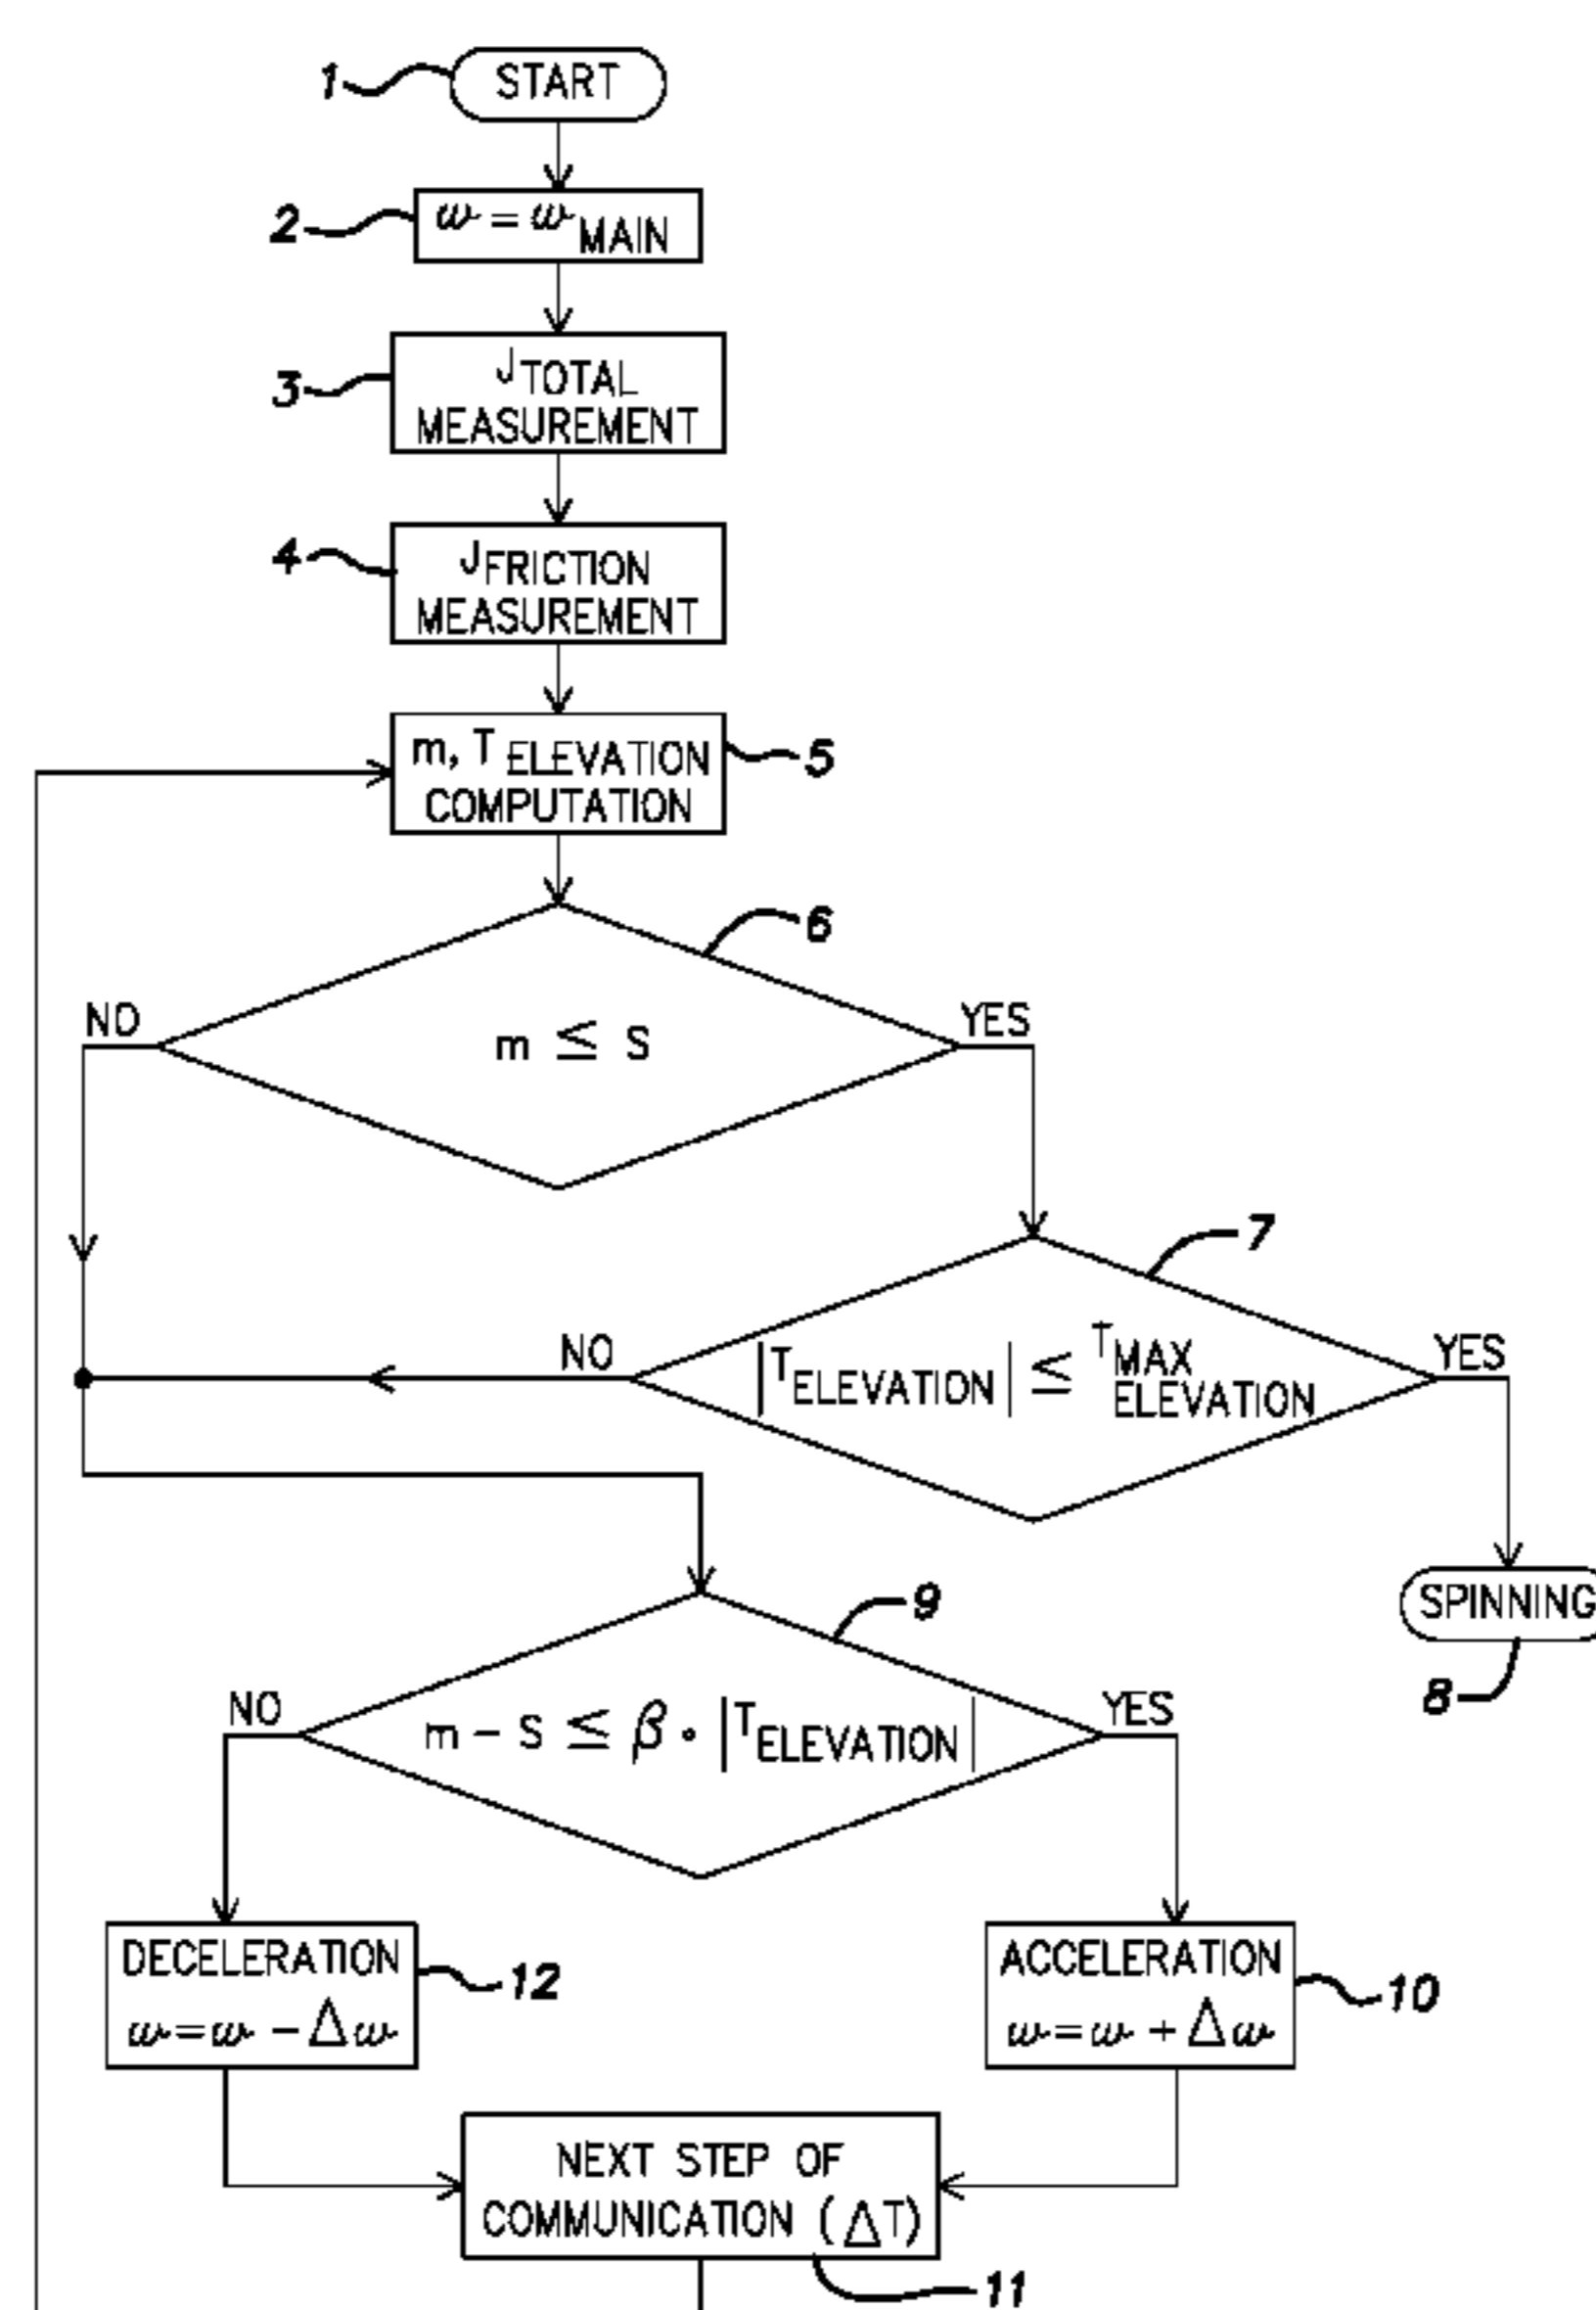 1
START
2
ω = ω MAIN
3
J TOTAL
MEASUREMENT
4
J FRICTION
MEASUREMENT
m, T ELEVATION
COMPUTATION
5
6
NO
YES
m ≤ S
7
NO
|T ELEVATION| ≤ T MAX
ELEVATION
YES
9
SPINNING
8
NO
m − S ≤ β • |T ELEVATION|
YES
DECELERATION
ω = ω − Δω
12
ACCELERATION
ω = ω + Δω
10
NEXT STEP OF
COMMUNICATION (ΔT)
11